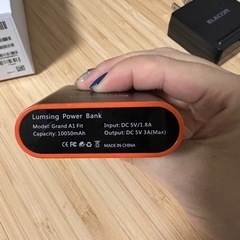 ELECOM
Lumsing Power Bank
Model: Grand A1 Fit Input: DC 5V/1.8A
Capacity: 10050mAh Output: DC 5V 3A(Max)
MADE IN CHINA